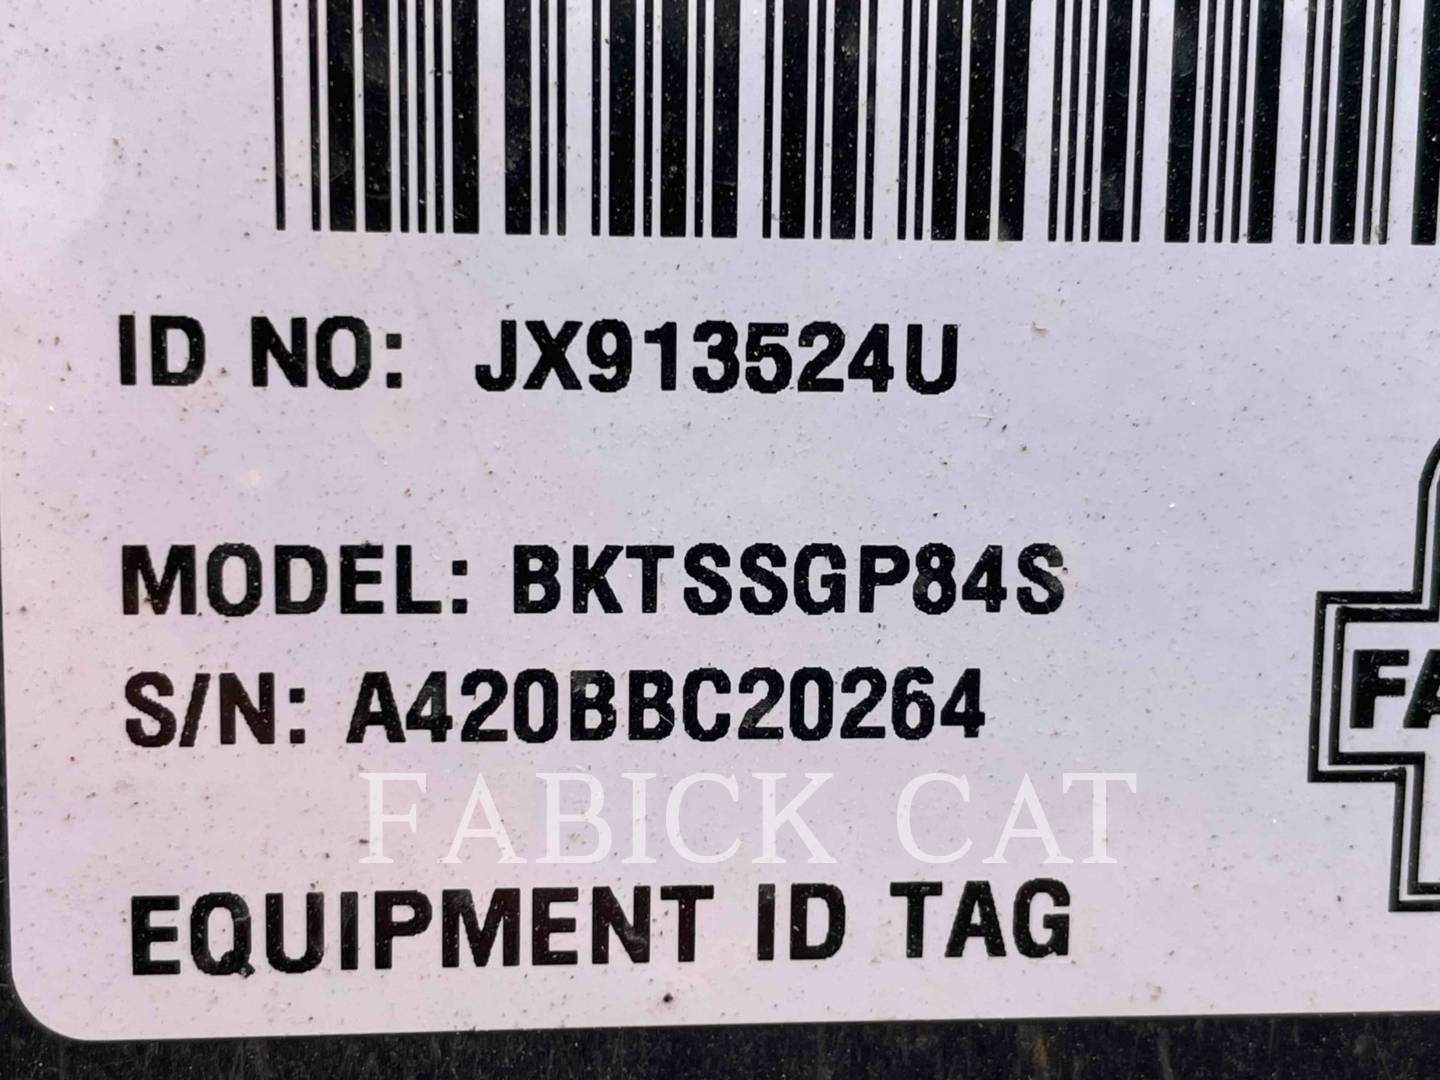 ID NO: JX913524U
MODEL: BKTSSGP84S
S/N: A420BBC20264
FABICK CAT
EQUIPMENT ID TAG